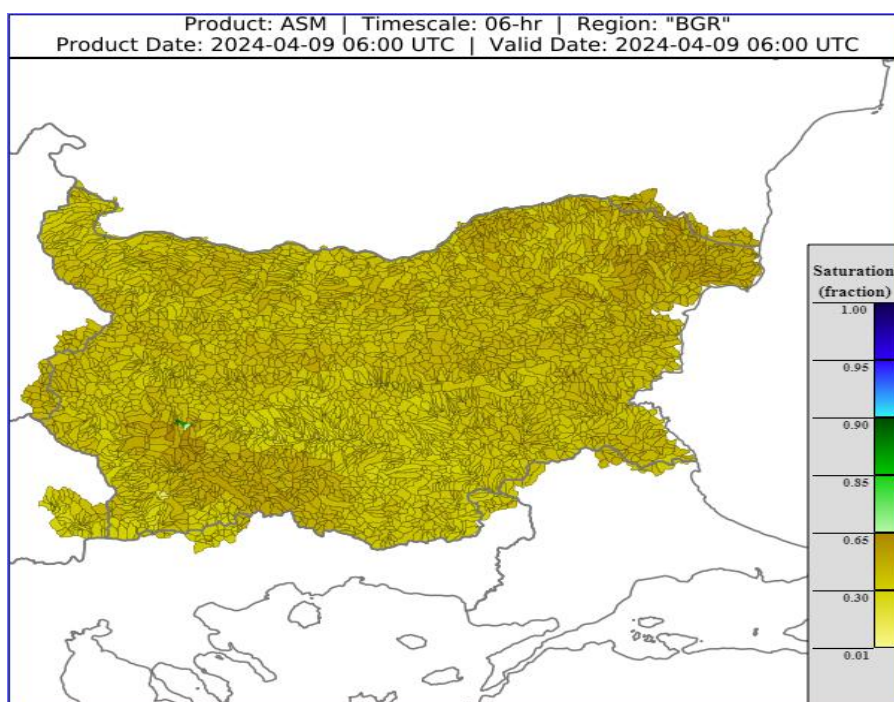 Product: ASM | Timescale: 06-hr | Region: "BGR"
Product Date: 2024-04-09 06:00 UTC | Valid Date: 2024-04-09 06:00 UTC
Saturation
(fraction)
1.00
0.95
0.90
0.85
0.65
0.30
0.01